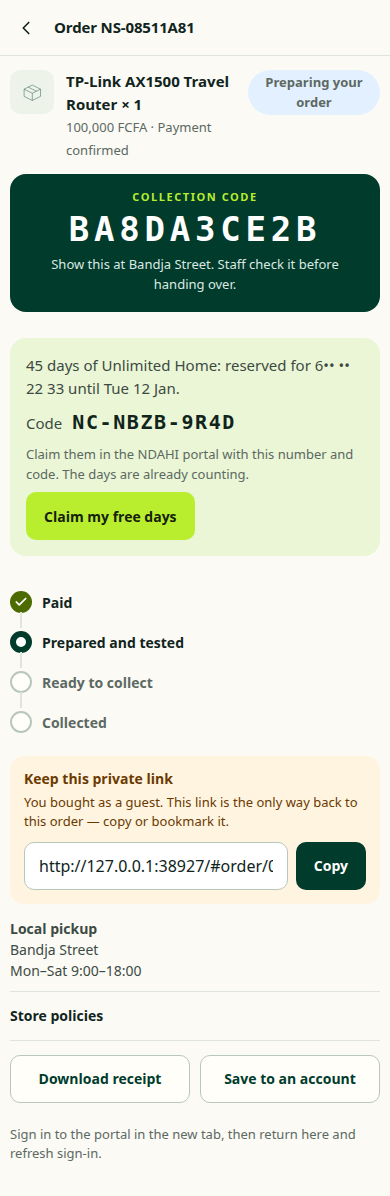 Order NS-08511A81
TP-Link AX1500 Travel
Router × 1
Preparing your
order
100,000 FCFA · Payment
confirmed
COLLECTION CODE
BA8DA3CE2B
Show this at Bandja Street. Staff check it before
handing over.
45 days of Unlimited Home: reserved for 6•• ••
22 33 until Tue 12 Jan.
Code NC-NBZB-9R4D
Claim them in the NDAHI portal with this number and
code. The days are already counting.
Claim my free days
Paid
Prepared and tested
Ready to collect
Collected
Keep this private link
You bought as a guest. This link is the only way back to
this order — copy or bookmark it.
http://127.0.0.1:38927/#order/0
Copy
Local pickup
Bandja Street
Mon–Sat 9:00–18:00
Store policies
Download receipt
Save to an account
Sign in to the portal in the new tab, then return here and
refresh sign-in.